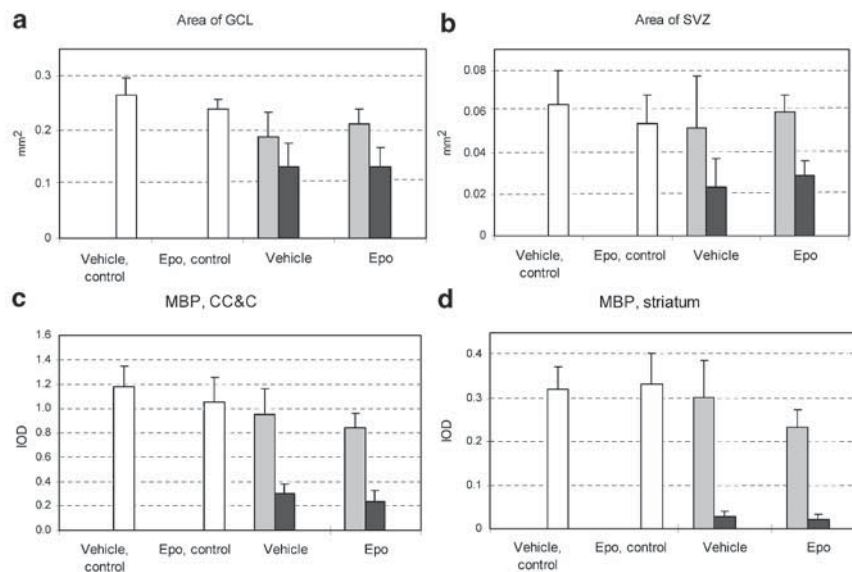 a
Area of GCL
mm²
0.3
0.2
0.1
0
Vehicle, control
Epo, control
Vehicle
Epo
b
Area of SVZ
mm²
0.08
0.06
0.04
0.02
0
Vehicle, control
Epo, control
Vehicle
Epo
c
MBP, CC&C
IOD
1.6
1.4
1.2
1.0
0.8
0.6
0.4
0.2
0.0
Vehicle, control
Epo, control
Vehicle
Epo
d
MBP, striatum
IOD
0.4
0.3
0.2
0.1
0
Vehicle, control
Epo, control
Vehicle
Epo